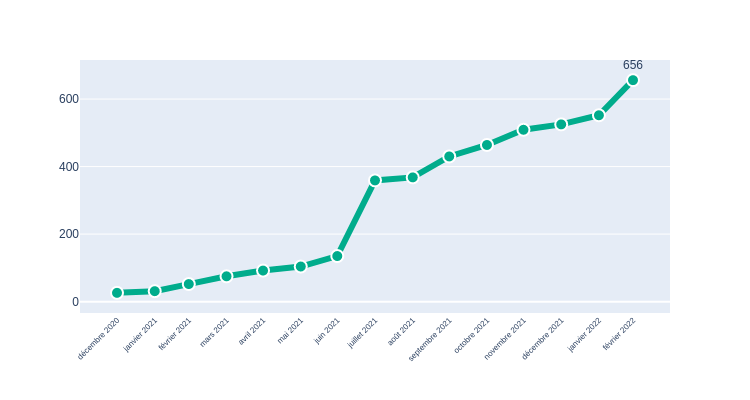 656
600
400
200
0
décembre 2020
janvier 2021
février 2021
mars 2021
avril 2021
mai 2021
juin 2021
juillet 2021
août 2021
septembre 2021
octobre 2021
novembre 2021
décembre 2021
janvier 2022
février 2022